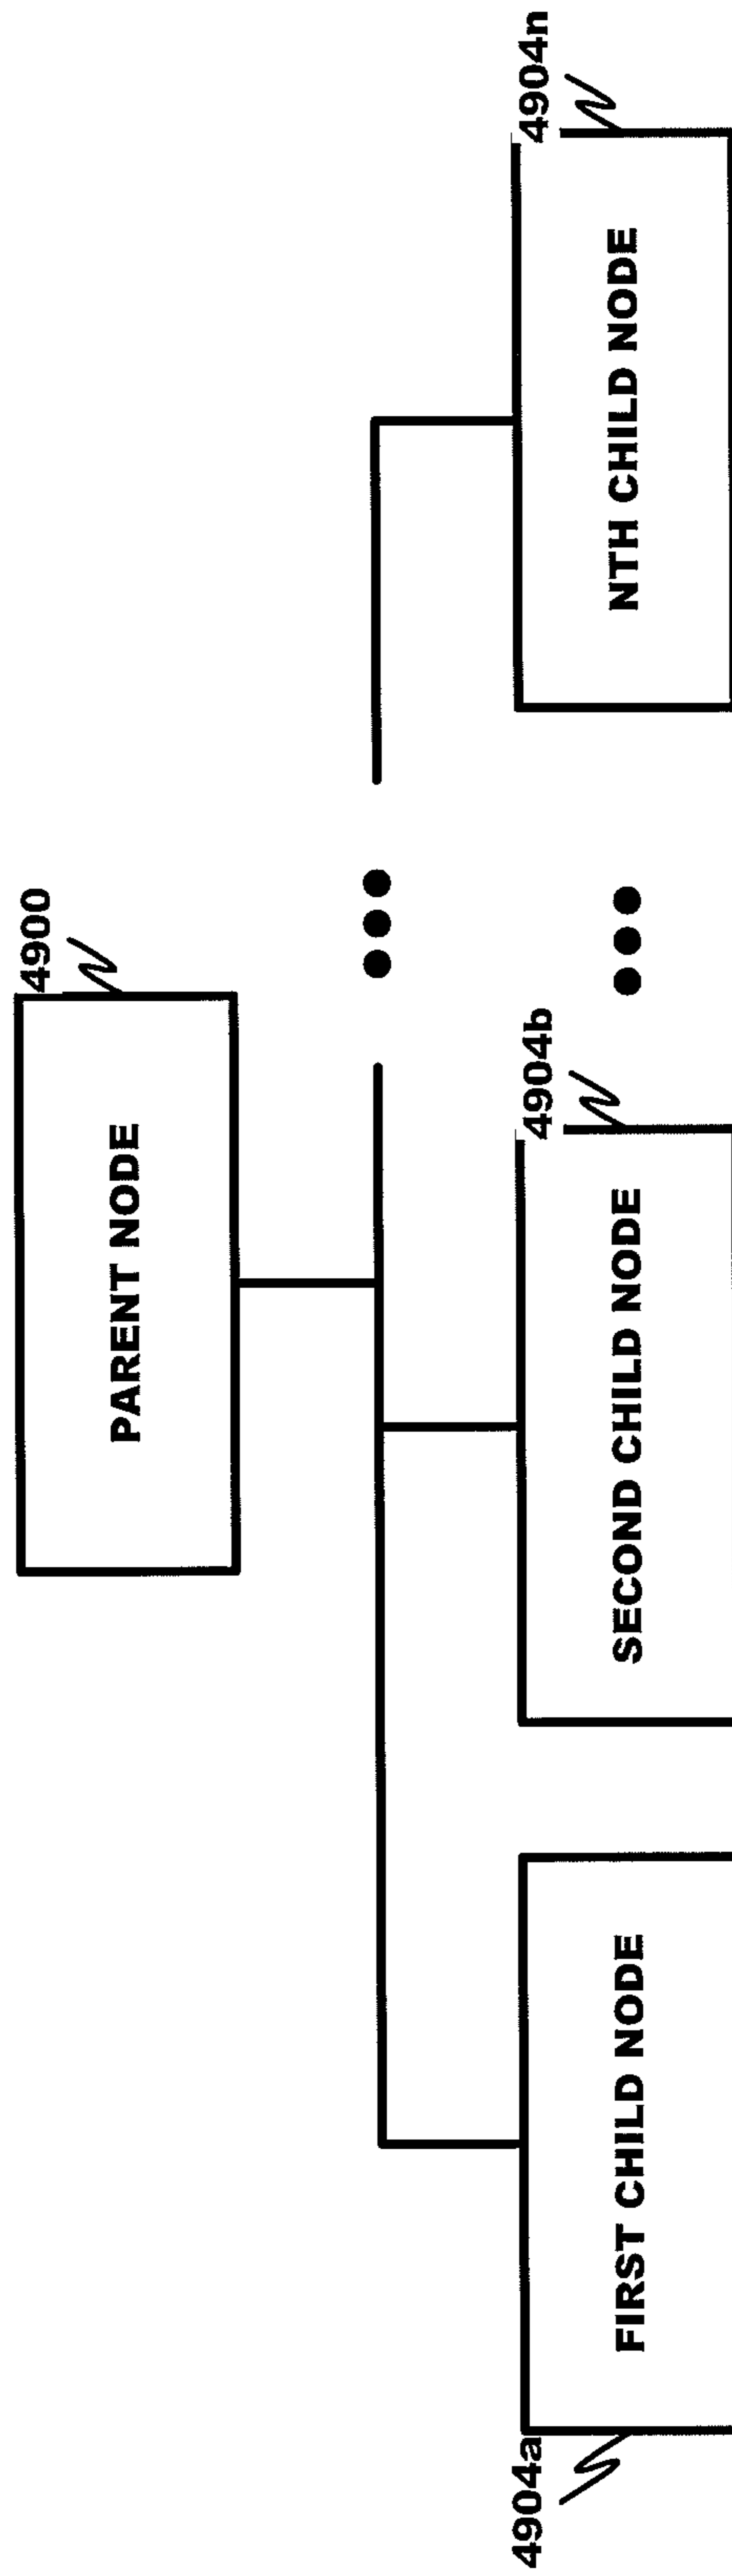 4900
PARENT NODE
4904a
FIRST CHILD NODE
4904b
SECOND CHILD NODE
4904n
NTH CHILD NODE